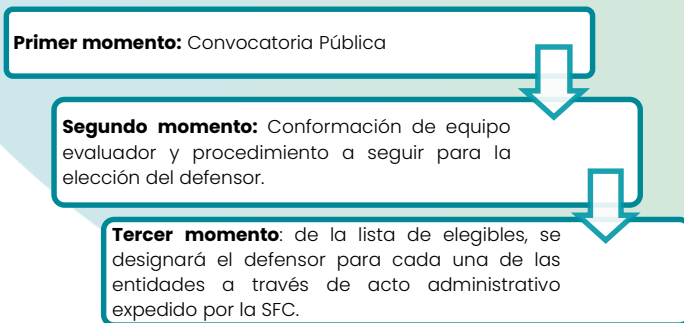 Primer momento: Convocatoria Pública
Segundo momento: Conformación de equipo
evaluador y procedimiento a seguir para la
elección del defensor.
Tercer momento: de la lista de elegibles, se
designará el defensor para cada una de las
entidades a través de acto administrativo
expedido por la SFC.